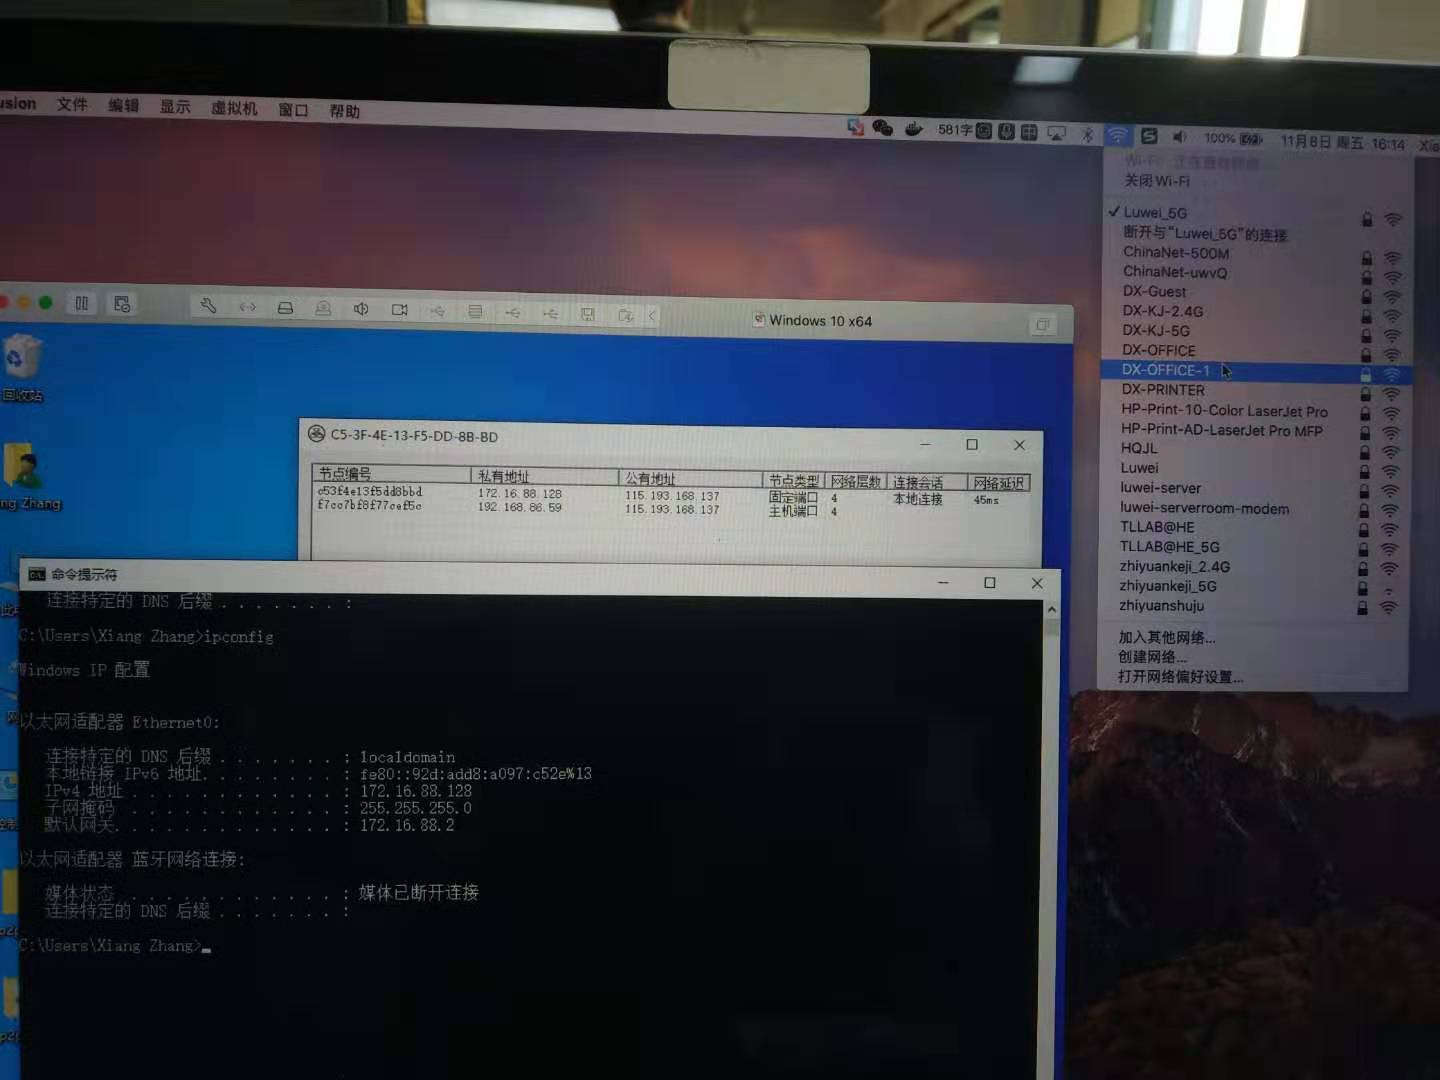 usion 文件 编辑 显示 虚拟机 窗口 帮助
581字 100% 11月8日 周五 16:14 Xia
关闭 Wi-Fi
Luwei_5G
断开与“Luwei_5G”的连接
ChinaNet-500M
ChinaNet-uwvQ
DX-Guest
DX-KJ-2.4G
DX-KJ-5G
DX-OFFICE
DX-OFFICE-1
DX-PRINTER
HP-Print-10-Color LaserJet Pro
HP-Print-AD-LaserJet Pro MFP
HQJL
Luwei
luwei-server
luwei-serverroom-modem
TLLAB@HE
TLLAB@HE_5G
zhiyuankeji_2.4G
zhiyuankeji_5G
zhiyuanshuju
加入其他网络...
创建网络...
打开网络偏好设置...
Windows 10 x64
回收站
ng Zhang
C5-3F-4E-13-F5-DD-8B-BD
节点编号 私有地址 公有地址 节点类型 网络层数 连接会话 网络延迟
c53f4e13f5dd8bbd 172.16.88.128 115.193.168.137 固定端口 4 本地连接 45ms
f7cc7bf8f77cef5c 192.168.86.59 115.193.168.137 主机端口 4
命令提示符
连接特定的 DNS 后缀 . . . . . . . :
C:\Users\Xiang Zhang>ipconfig
Windows IP 配置
以太网适配器 Ethernet0:
连接特定的 DNS 后缀 . . . . . . . : localdomain
本地链接 IPv6 地址. . . . . . . . : fe80::92d:add8:a097:c52e%13
IPv4 地址 . . . . . . . . . . . . : 172.16.88.128
子网掩码 . . . . . . . . . . . . : 255.255.255.0
默认网关. . . . . . . . . . . . . : 172.16.88.2
以太网适配器 蓝牙网络连接:
媒体状态 . . . . . . . . . . . . : 媒体已断开连接
连接特定的 DNS 后缀 . . . . . . . :
C:\Users\Xiang Zhang>